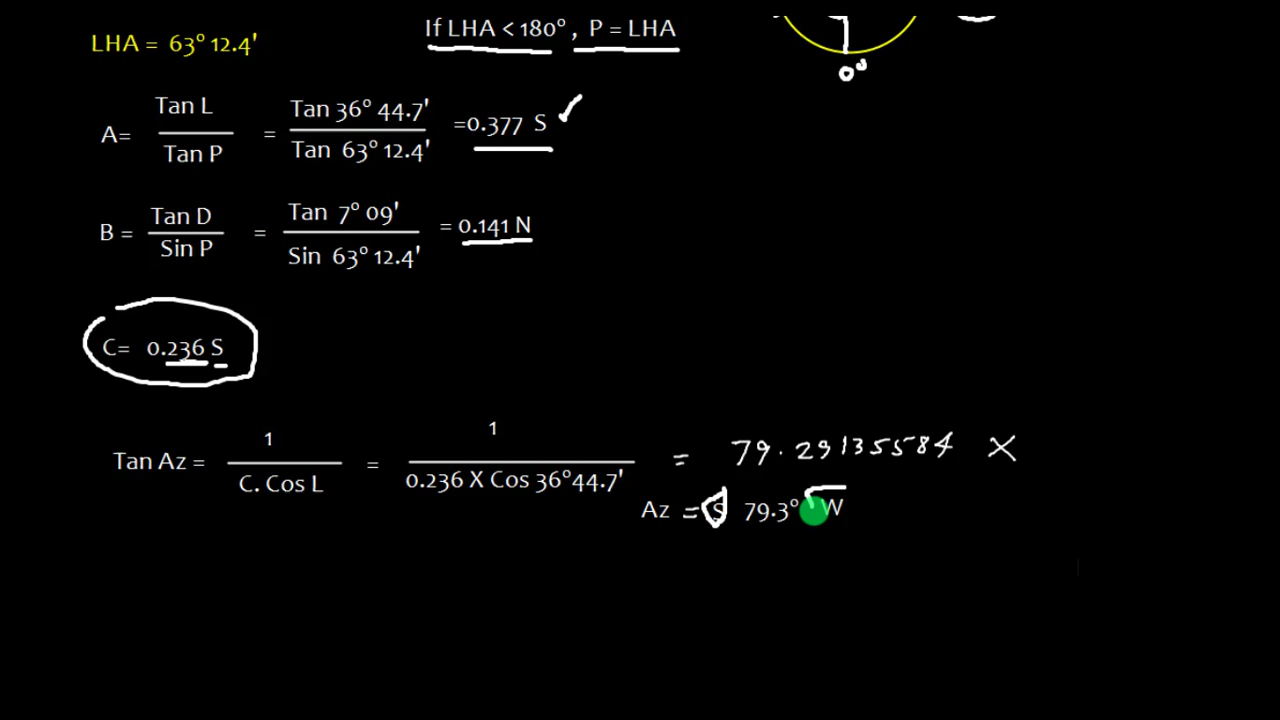 If LHA < 180° , P = LHA
LHA = 63° 12.4'
0°
A= Tan L / Tan P = Tan 36° 44.7' / Tan 63° 12.4' =0.377 S
B = Tan D / Sin P = Tan 7° 09' / Sin 63° 12.4' = 0.141 N
C= 0.236 S
Tan Az = 1 / C. Cos L = 1 / 0.236 X Cos 36°44.7' = 79.29135584 X
Az = S 79.3° W